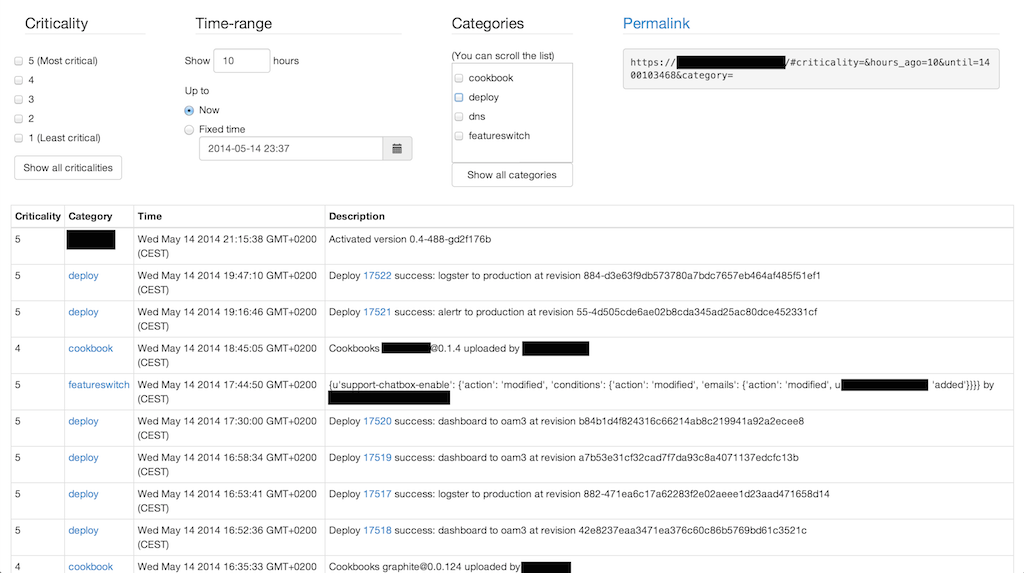 Criticality
Time-range
Categories
Permalink
5 (Most critical)
4
3
2
1 (Least critical)
Show all criticalities
Show 10 hours
Up to
Now
Fixed time
2014-05-14 23:37
(You can scroll the list)
cookbook
deploy
dns
featureswitch
Show all categories
https:// /#criticality=&hours_ago=10&until=14
00103468&category=
Criticality Category Time Description
5 Wed May 14 2014 21:15:38 GMT+0200 Activated version 0.4-488-gd2f176b
(CEST)
5 deploy Wed May 14 2014 19:47:10 GMT+0200 Deploy 17522 success: logster to production at revision 884-d3e63f9db573780a7bdc7657eb464af485f51ef1
(CEST)
5 deploy Wed May 14 2014 19:16:46 GMT+0200 Deploy 17521 success: alertr to production at revision 55-4d505cde6ae02b8cda345ad25ac80dce452331cf
(CEST)
4 cookbook Wed May 14 2014 18:45:05 GMT+0200 Cookbooks @0.1.4 uploaded by
(CEST)
5 featureswitch Wed May 14 2014 17:44:50 GMT+0200 {u'support-chatbox-enable': {'action': 'modified', 'conditions': {'action': 'modified', 'emails': {'action': 'modified', u 'added'}}}} by
(CEST)
5 deploy Wed May 14 2014 17:30:00 GMT+0200 Deploy 17520 success: dashboard to oam3 at revision b84b1d4f824316c66214ab8c219941a92a2ecee8
(CEST)
5 deploy Wed May 14 2014 16:58:34 GMT+0200 Deploy 17519 success: dashboard to oam3 at revision a7b53e31cf32cad7f7da93c8a4071137edcfc13b
(CEST)
5 deploy Wed May 14 2014 16:53:41 GMT+0200 Deploy 17517 success: logster to production at revision 882-471ea6c17a62283f2e02aeee1d23aad471658d14
(CEST)
5 deploy Wed May 14 2014 16:52:36 GMT+0200 Deploy 17518 success: dashboard to oam3 at revision 42e8237eaa3471ea376c60c86b5769bd61c3521c
(CEST)
4 cookbook Wed May 14 2014 16:35:33 GMT+0200 Cookbooks graphite@0.0.124 uploaded by